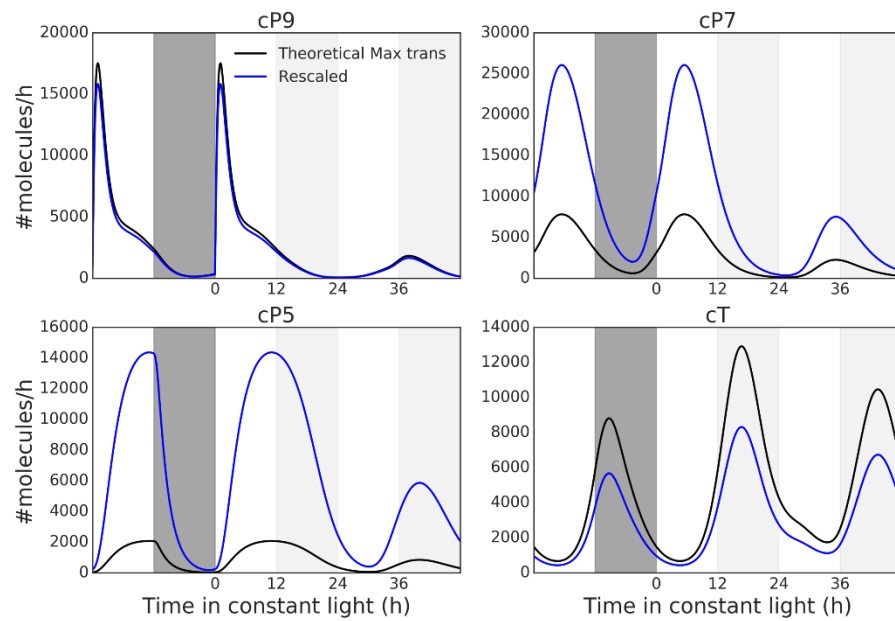 cP9
20000
15000
10000
5000
0
#molecules/h
Theoretical Max trans
Rescaled
0 12 24 36
cP7
30000
25000
20000
15000
10000
5000
0
0 12 24 36
cP5
16000
14000
12000
10000
8000
6000
4000
2000
0
#molecules/h
0 12 24 36
Time in constant light (h)
cT
14000
12000
10000
8000
6000
4000
2000
0
0 12 24 36
Time in constant light (h)